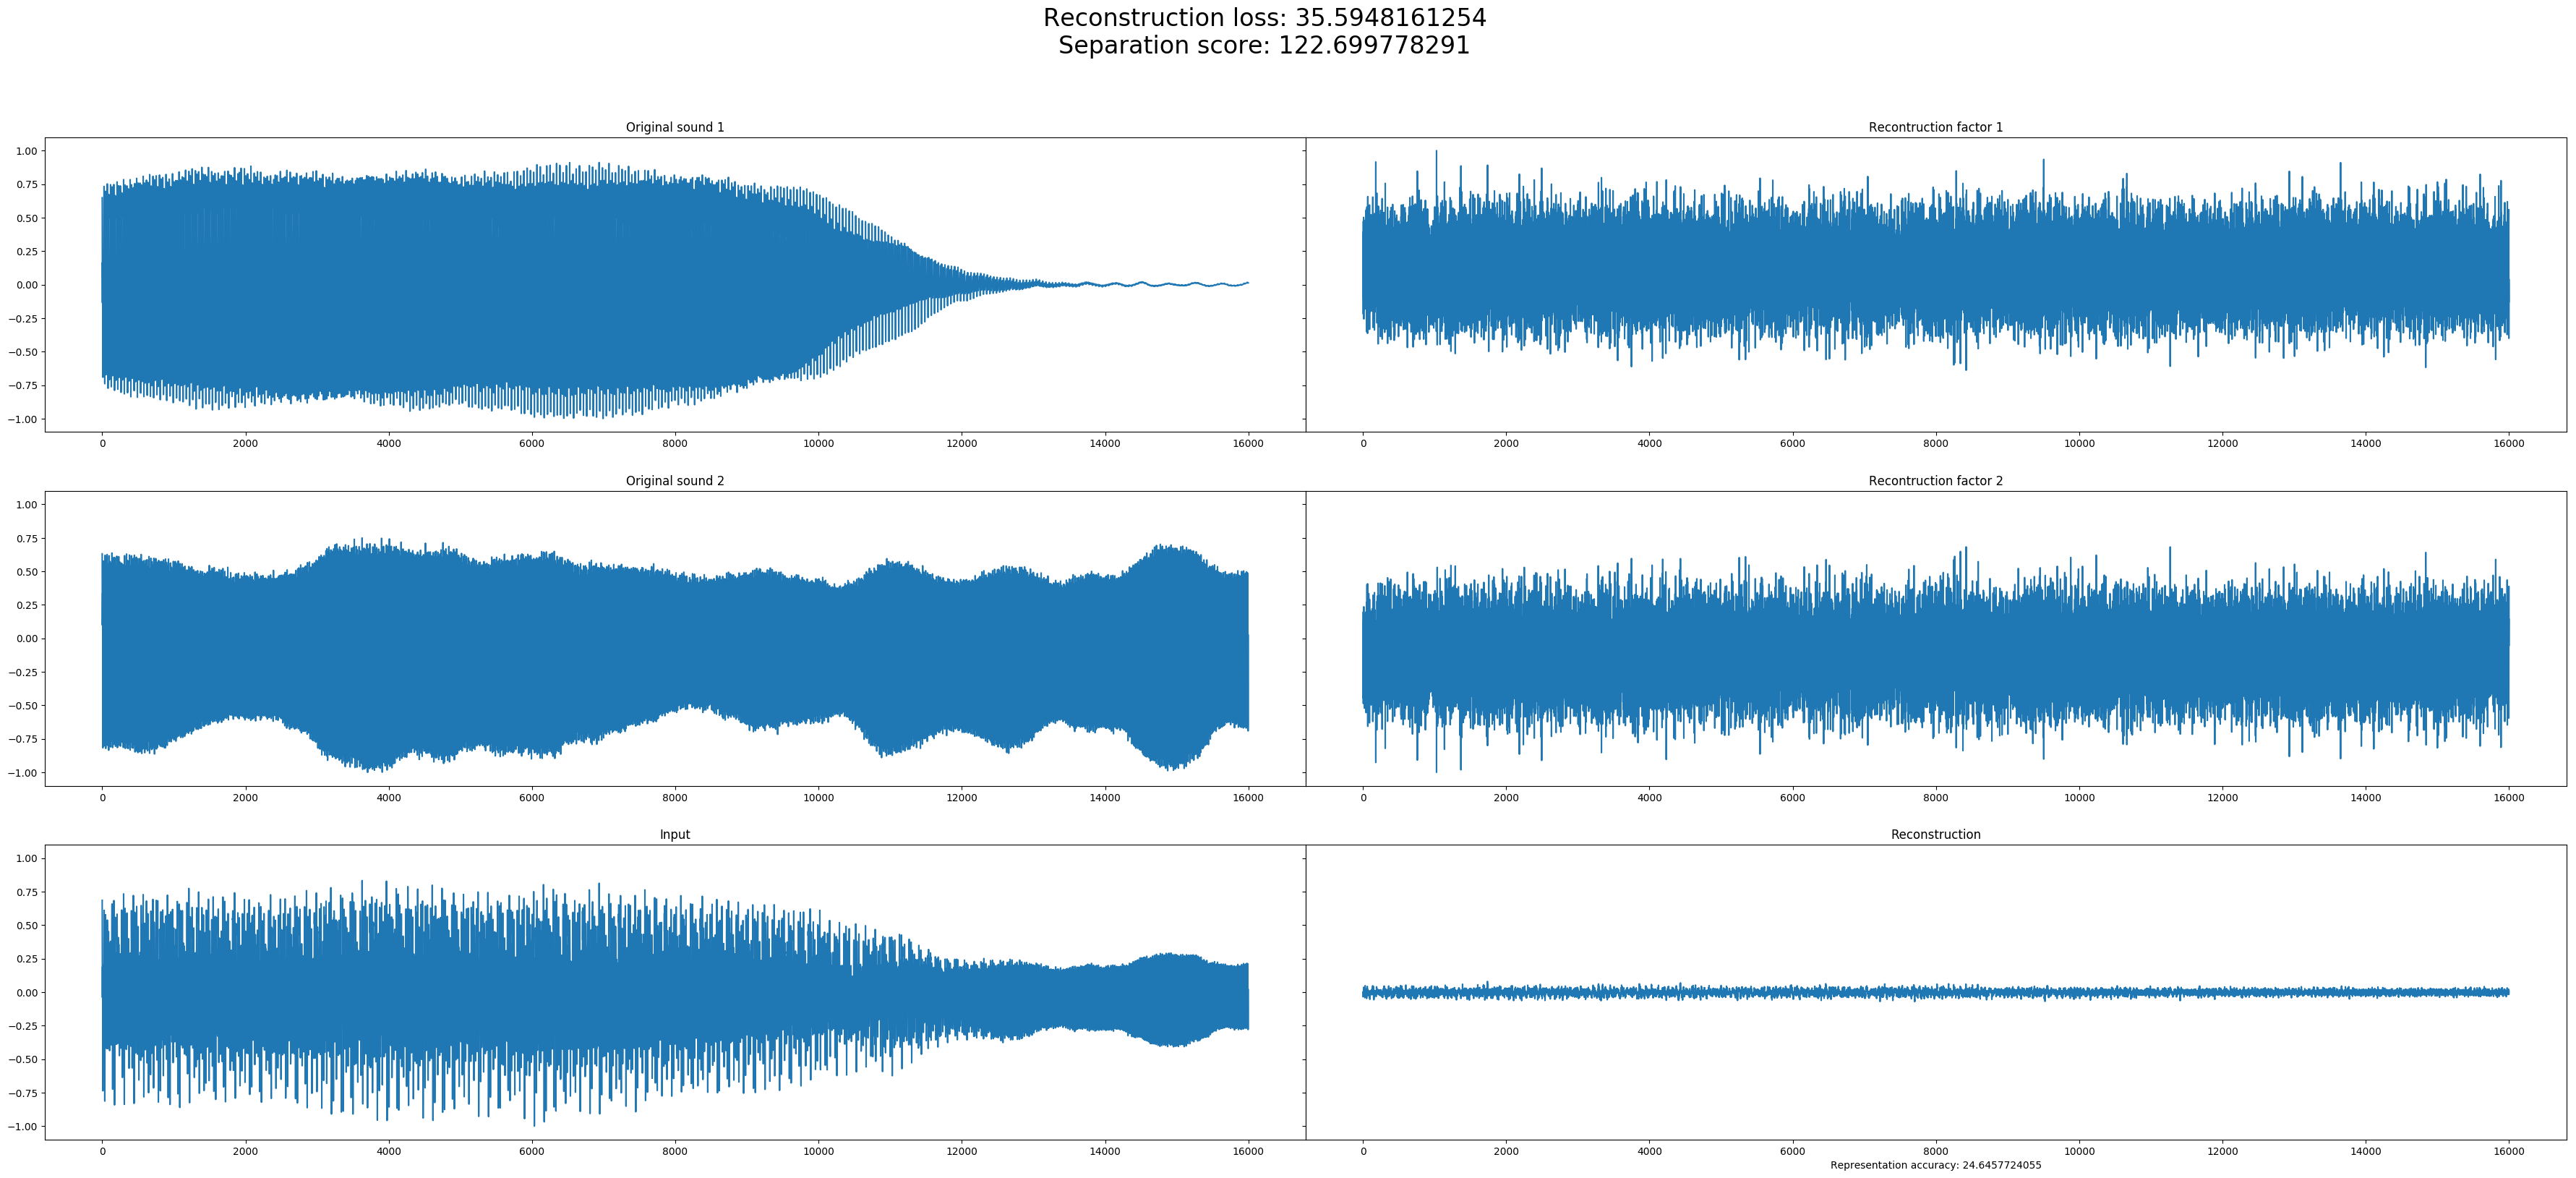 Reconstruction loss: 35.5948161254
Separation score: 122.699778291
Original sound 1
Recontruction factor 1
1.00
0.75
0.50
0.25
0.00
−0.25
−0.50
−0.75
−1.00
0 2000 4000 6000 8000 10000 12000 14000 16000
0 2000 4000 6000 8000 10000 12000 14000 16000
Original sound 2
Reconstruction factor 2
1.00
0.75
0.50
0.25
0.00
−0.25
−0.50
−0.75
−1.00
0 2000 4000 6000 8000 10000 12000 14000 16000
0 2000 4000 6000 8000 10000 12000 14000 16000
Input
Reconstruction
1.00
0.75
0.50
0.25
0.00
−0.25
−0.50
−0.75
−1.00
0 2000 4000 6000 8000 10000 12000 14000 16000
0 2000 4000 6000 8000 10000 12000 14000 16000
Representation accuracy: 24.6457724055